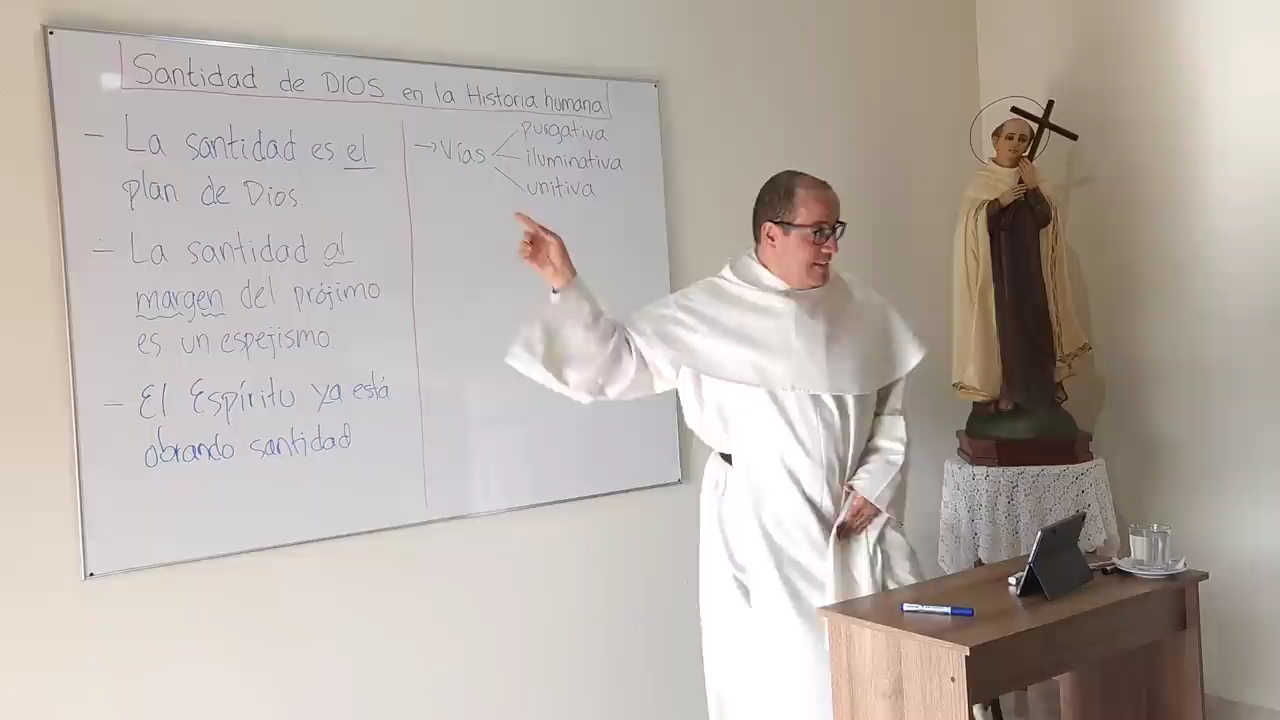 Santidad de DIOS en la Historia humana
- La santidad es el
plan de Dios.
- La santidad al
margen del prójimo
es un espejismo.
- El Espíritu ya está
obrando santidad
→ Vías
purgativa
iluminativa
unitiva